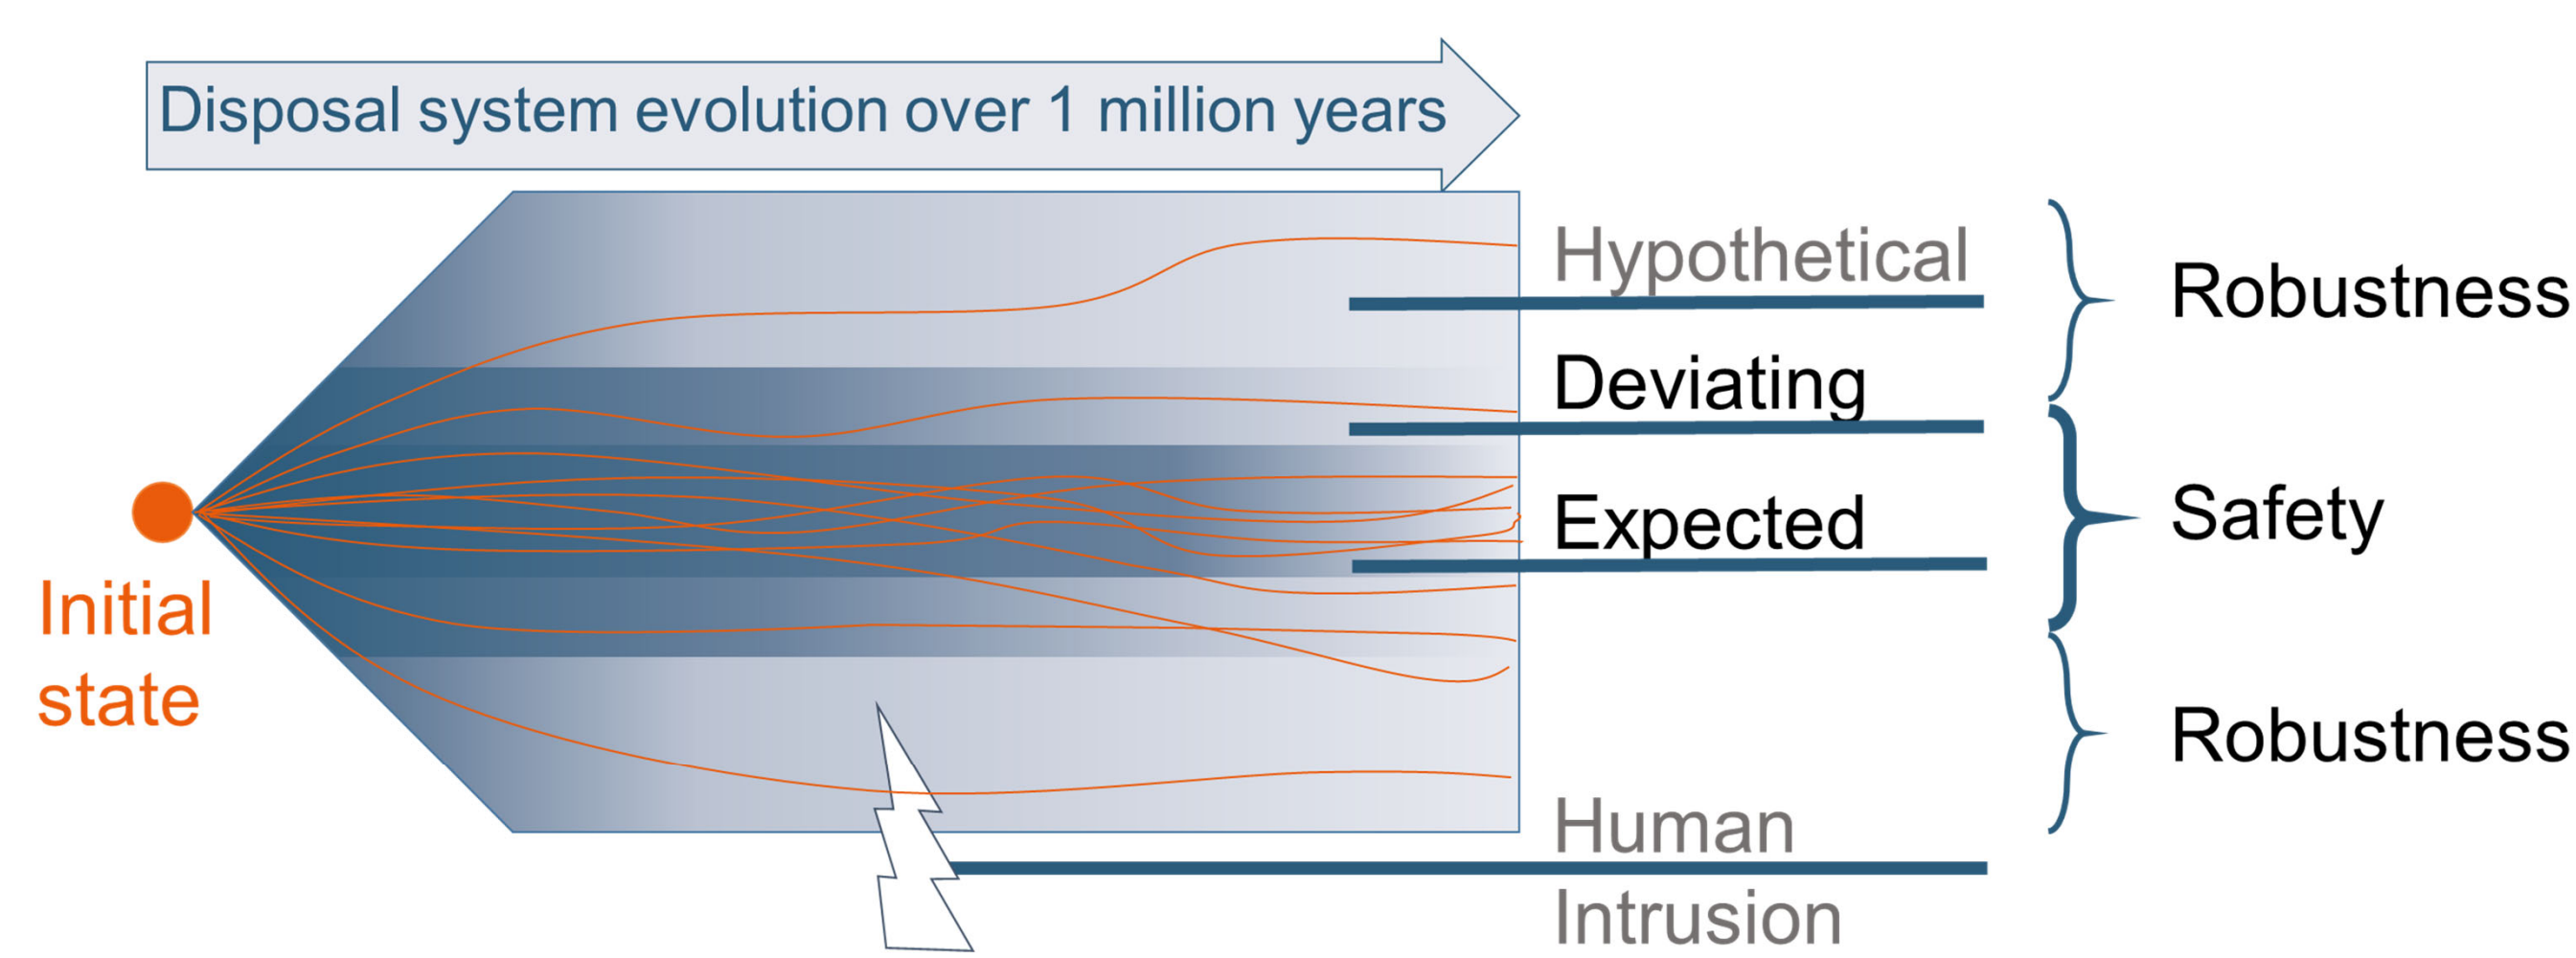 Disposal system evolution over 1 million years
Hypothetical
Robustness
Deviating
Expected
Safety
Initial
state
Robustness
Human
Intrusion